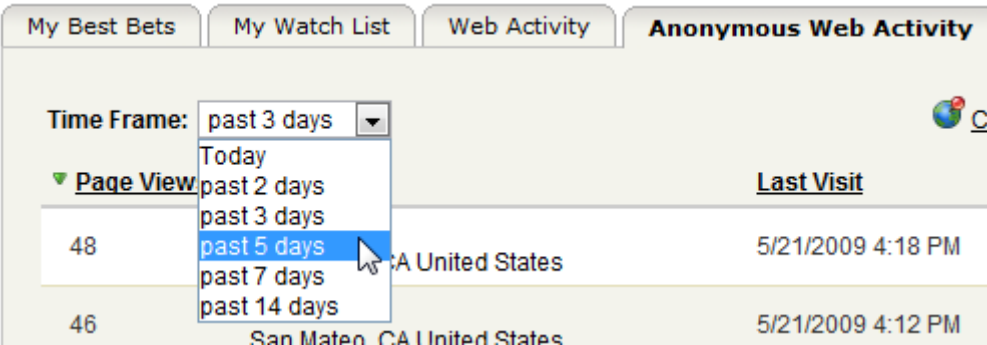 My Best Bets My Watch List Web Activity Anonymous Web Activity
Time Frame: past 3 days
Today
Page View Last Visit
past 2 days
past 3 days
48 past 5 days 5/21/2009 4:18 PM
CA United States
past 7 days
past 14 days
46 5/21/2009 4:12 PM
San Mateo, CA United States